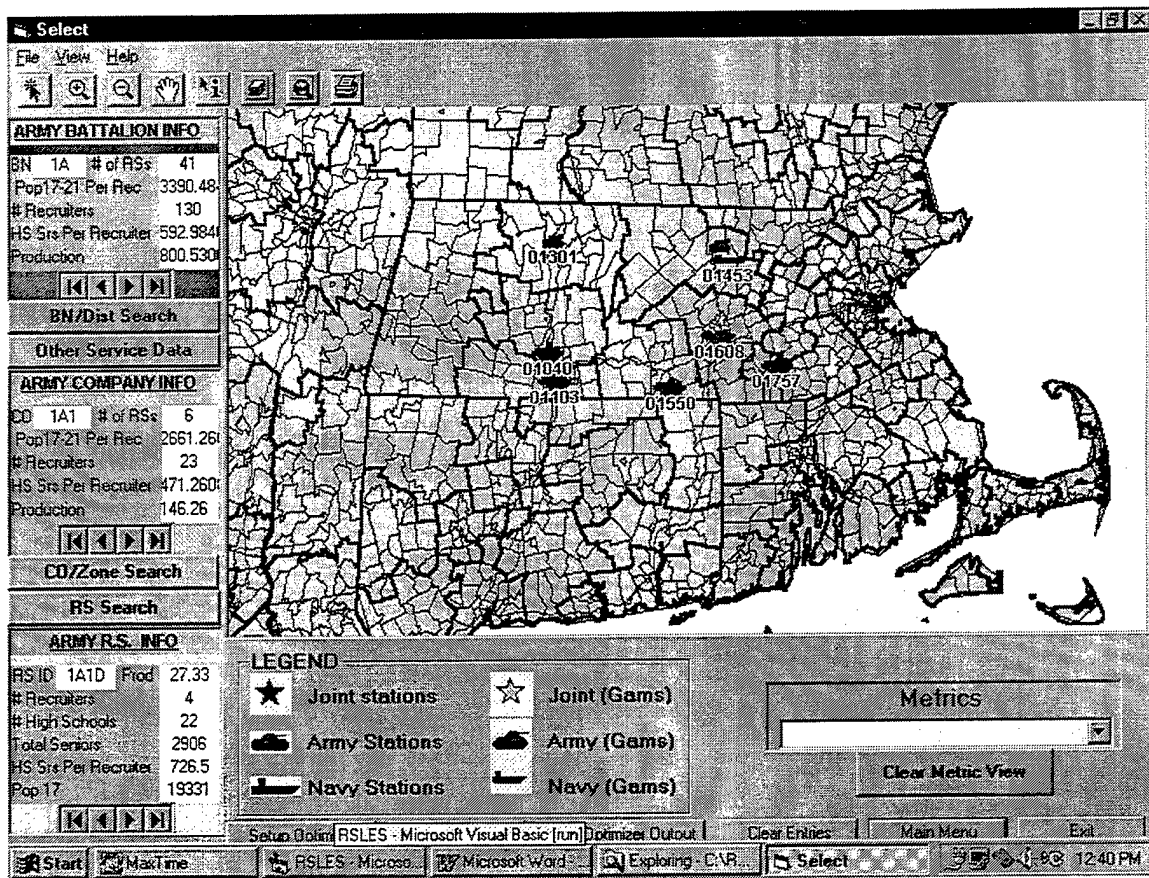 Select
File View Help
ARMY BATTALION INFO
BN 1A # of RSs 41
Pop17-21 Per Rec 3390.48
# Recruiters 130
HS Srs Per Recruiter 592.984
Production 800.530
BN/Dist Search
Other Service Data
ARMY COMPANY INFO
CO 1A1 # of RSs 6
Pop17-21 Per Rec 2661.26
# Recruiters 23
HS Srs Per Recruiter 471.260
Production 146.26
CO/Zone Search
RS Search
ARMY R.S. INFO
RS ID 1A1D Prod 27.33
# Recruiters 4
# High Schools 22
Total Seniors 2906
HS Srs Per Recruiter 726.5
Pop 17 19331
01301
01453
01608
01040
01757
01103
01550
LEGEND
Joint stations Joint (Gams)
Army Stations Army (Gams)
Navy Stations Navy (Gams)
Metrics
Clear Metric View
Setup Optim RSLES - Microsoft Visual Basic [run] Optimizer Output Clear Entries Main Menu Exit
Start MaxTime RSLES - Microso... Microsoft Word - ... Exploring - C:\R... Select 12:40 PM